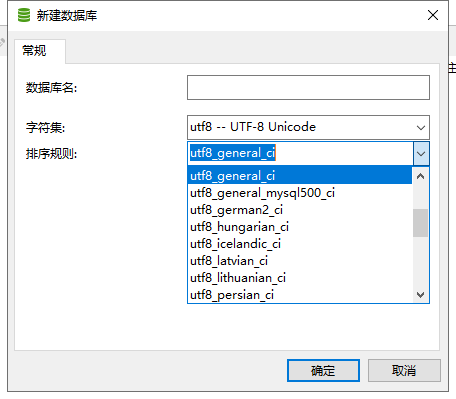 新建数据库
常规
数据库名:
字符集: utf8 -- UTF-8 Unicode
排序规则: utf8_general_ci
utf8_general_ci
utf8_general_mysql500_ci
utf8_german2_ci
utf8_hungarian_ci
utf8_icelandic_ci
utf8_latvian_ci
utf8_lithuanian_ci
utf8_persian_ci
确定 取消